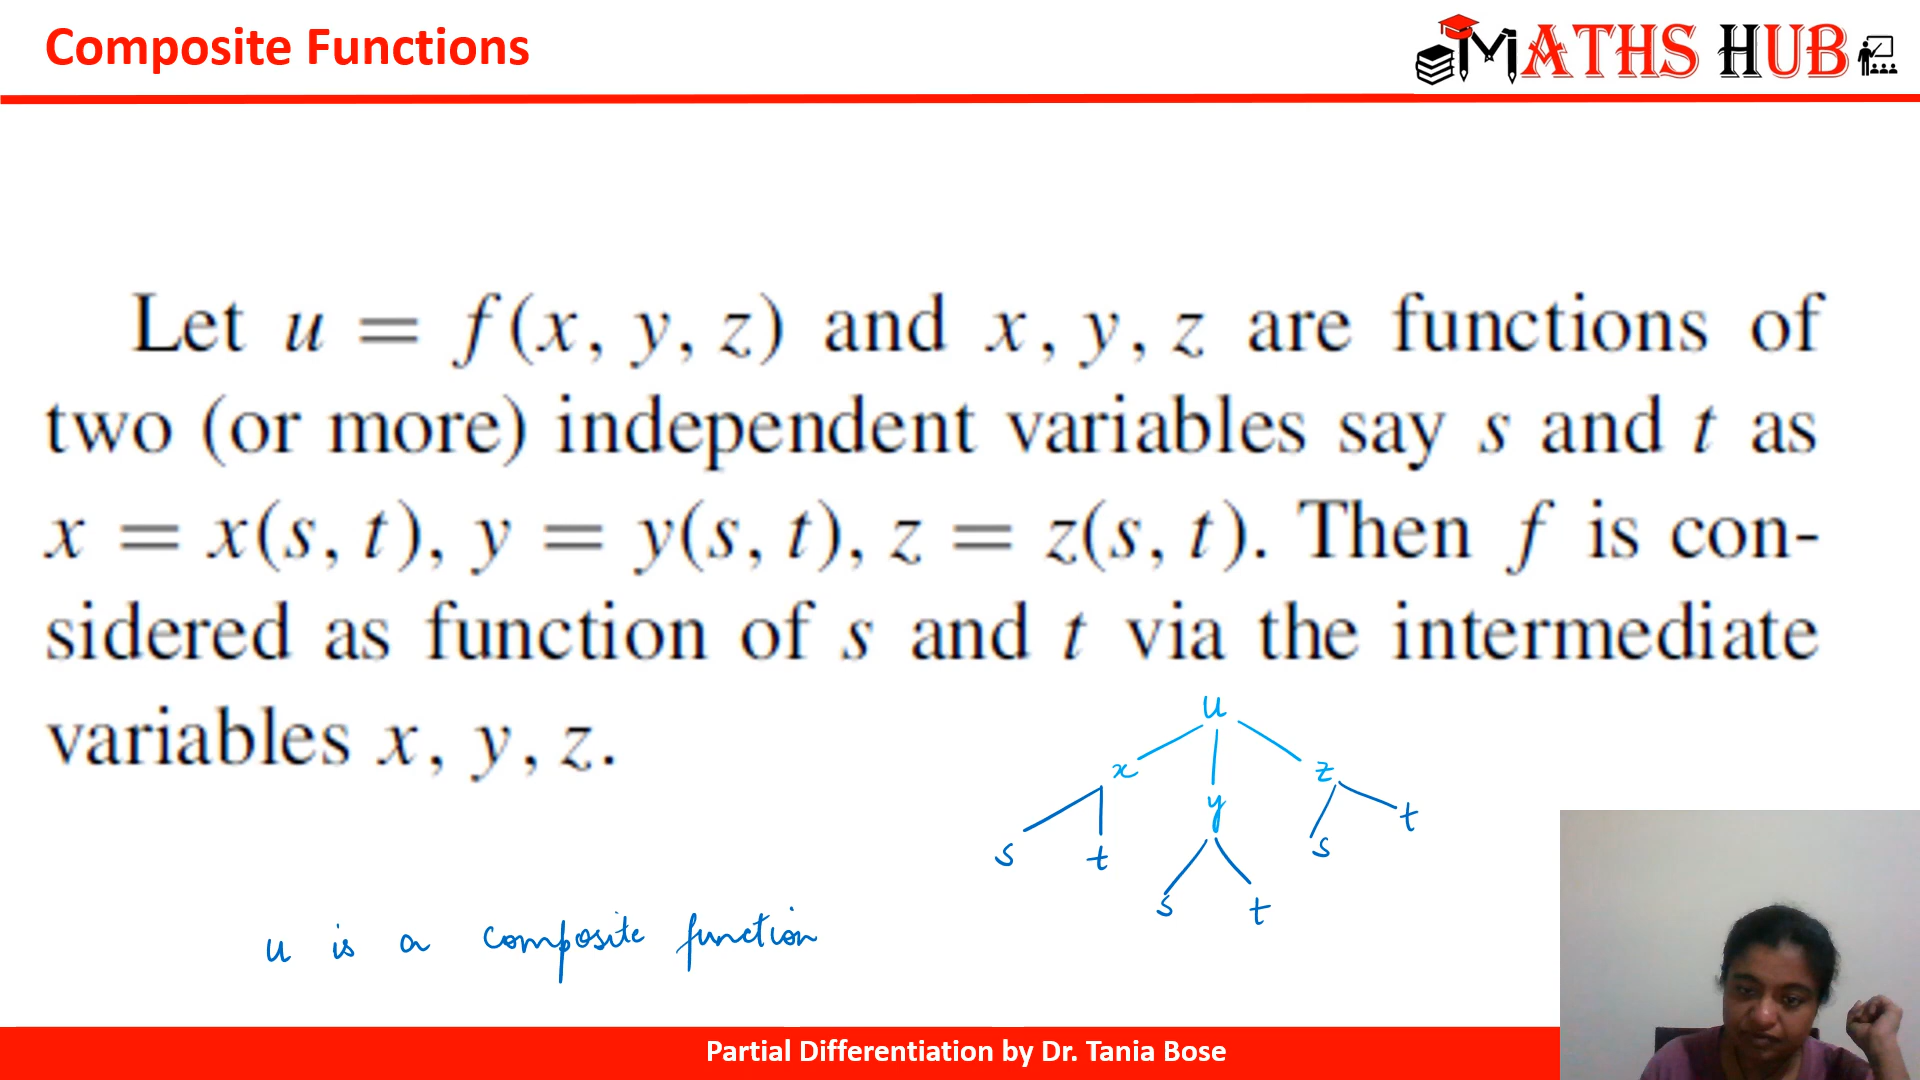 Composite Functions
MATHS HUB
Let u = f(x, y, z) and x, y, z are functions of
two (or more) independent variables say s and t as
x = x(s, t), y = y(s, t), z = z(s, t). Then f is con-
sidered as function of s and t via the intermediate
variables x, y, z.
u
x y z
s t s t s t
u is a composite function
Partial Differentiation by Dr. Tania Bose